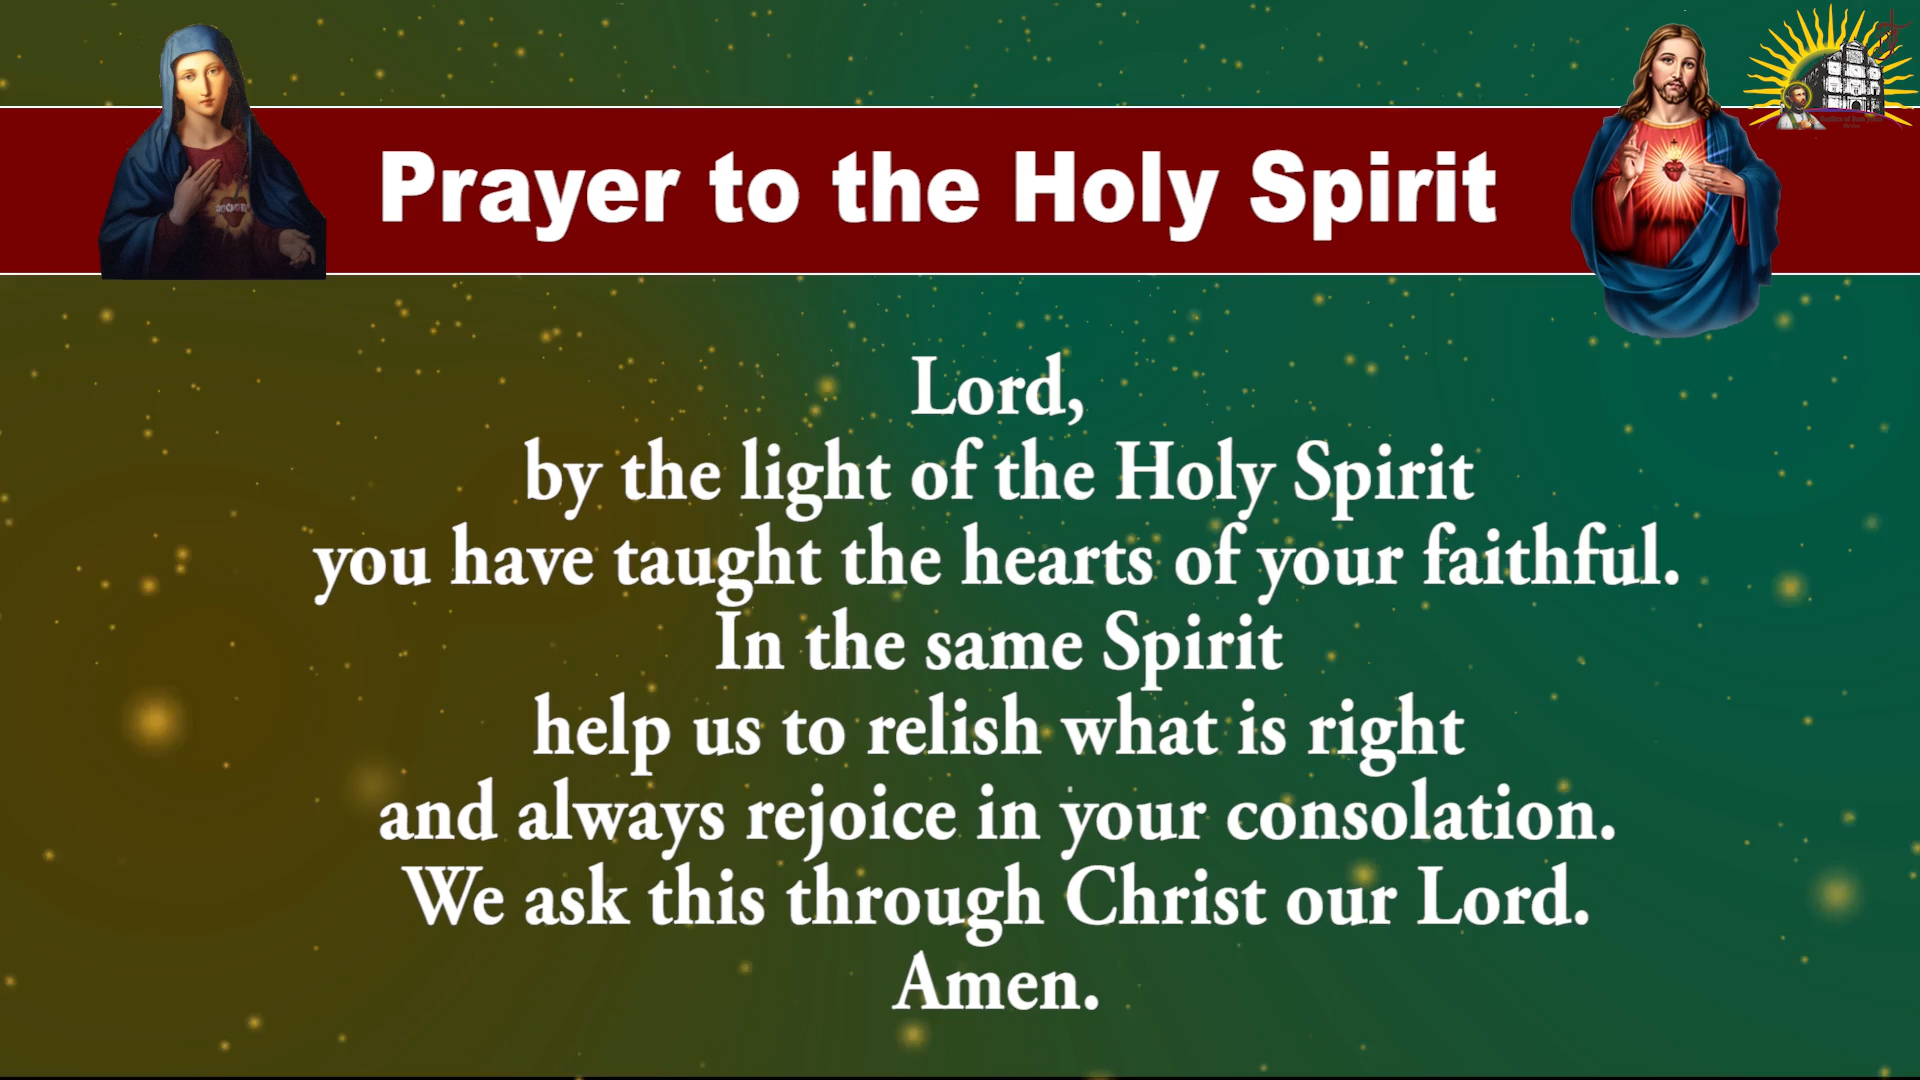 Prayer to the Holy Spirit
Lord,
by the light of the Holy Spirit
you have taught the hearts of your faithful.
In the same Spirit
help us to relish what is right
and always rejoice in your consolation.
We ask this through Christ our Lord.
Amen.